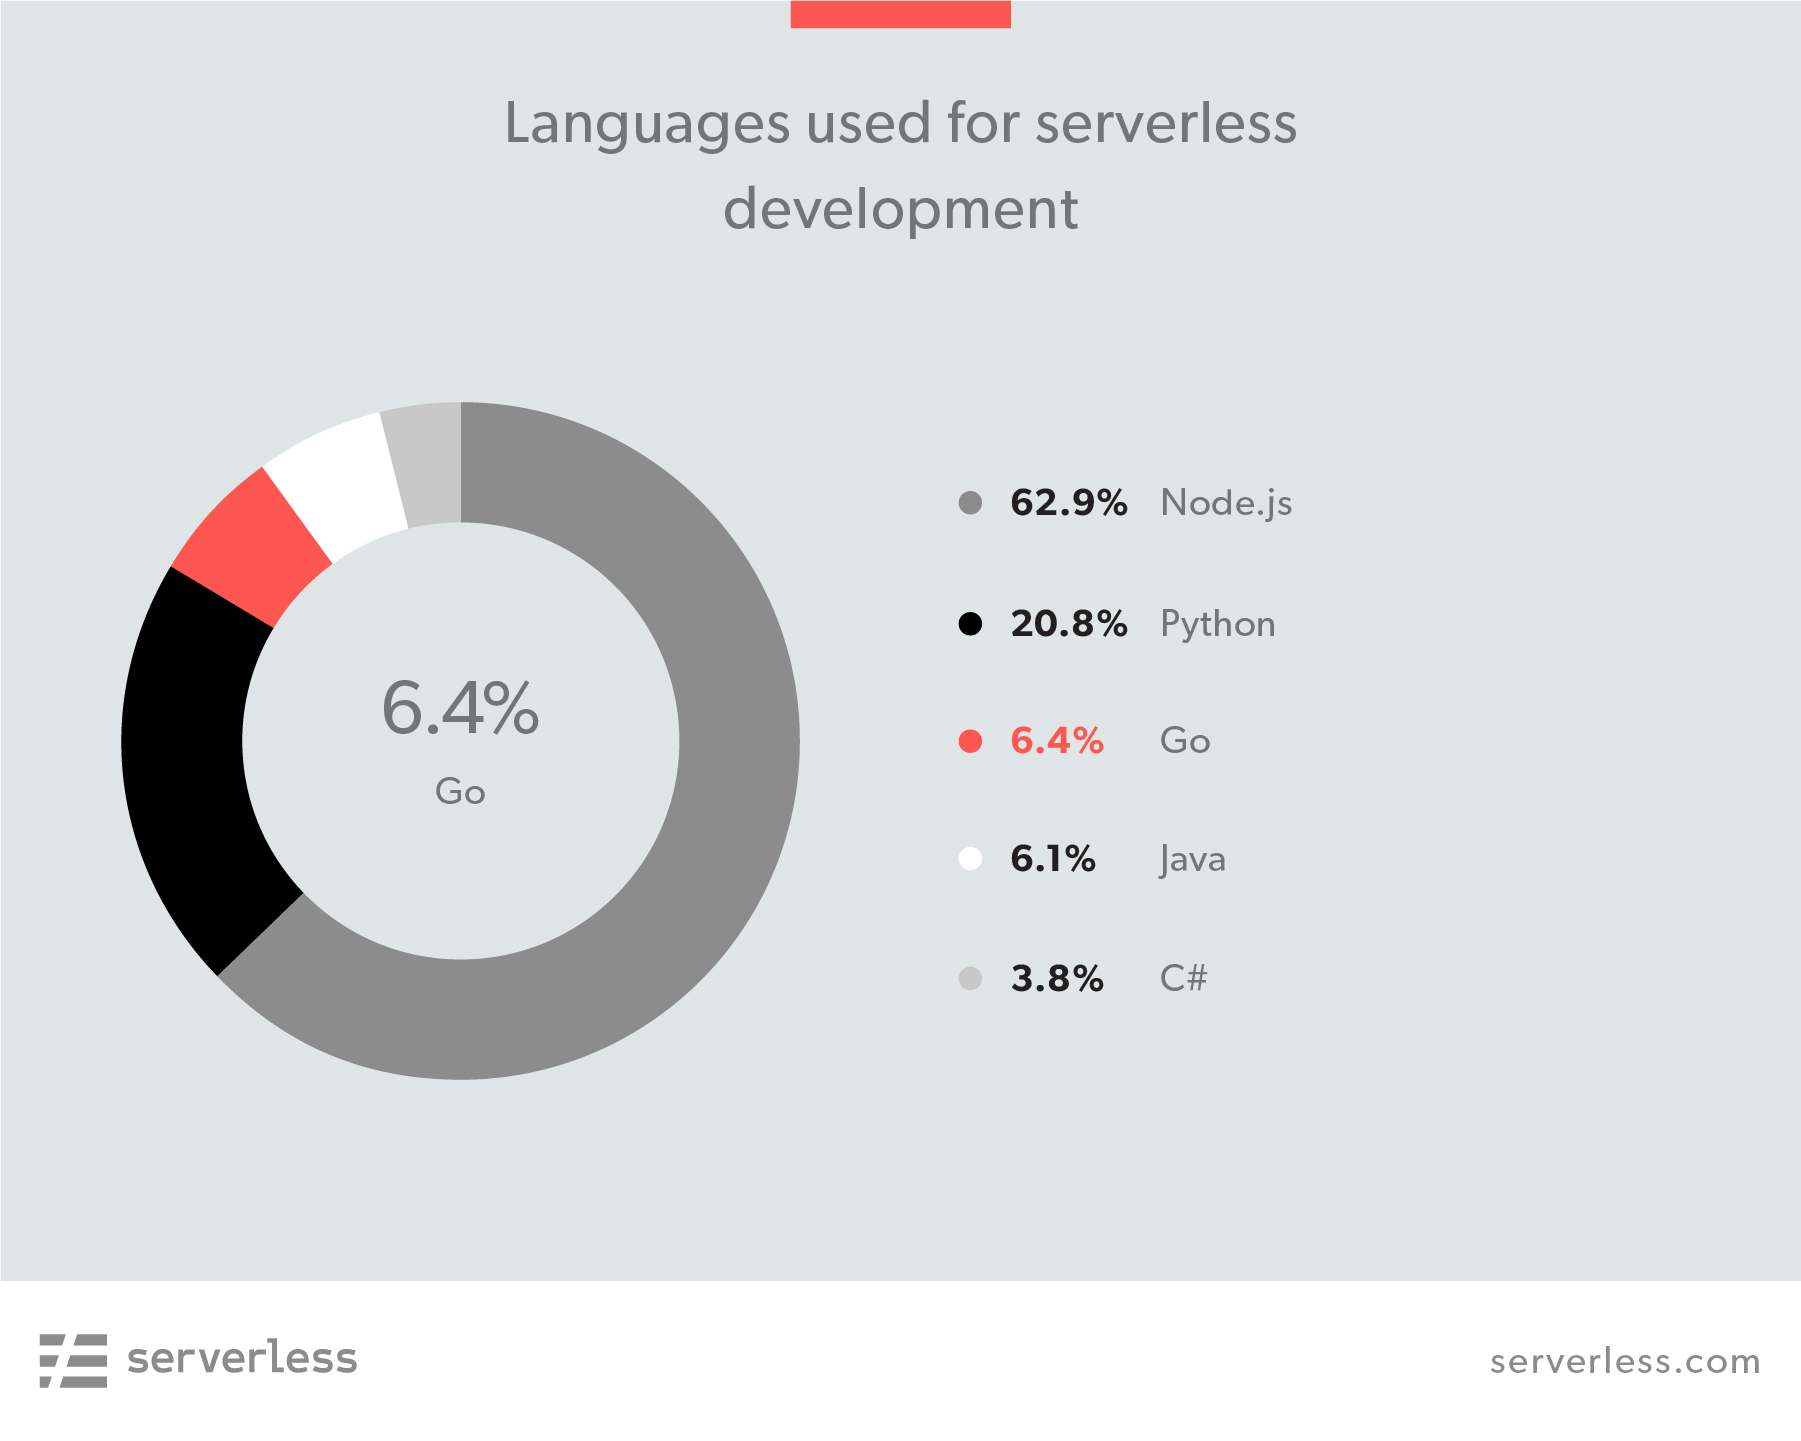 Languages used for serverless
development
6.4%
Go
62.9% Node.js
20.8% Python
6.4% Go
6.1% Java
3.8% C#
serverless
serverless.com